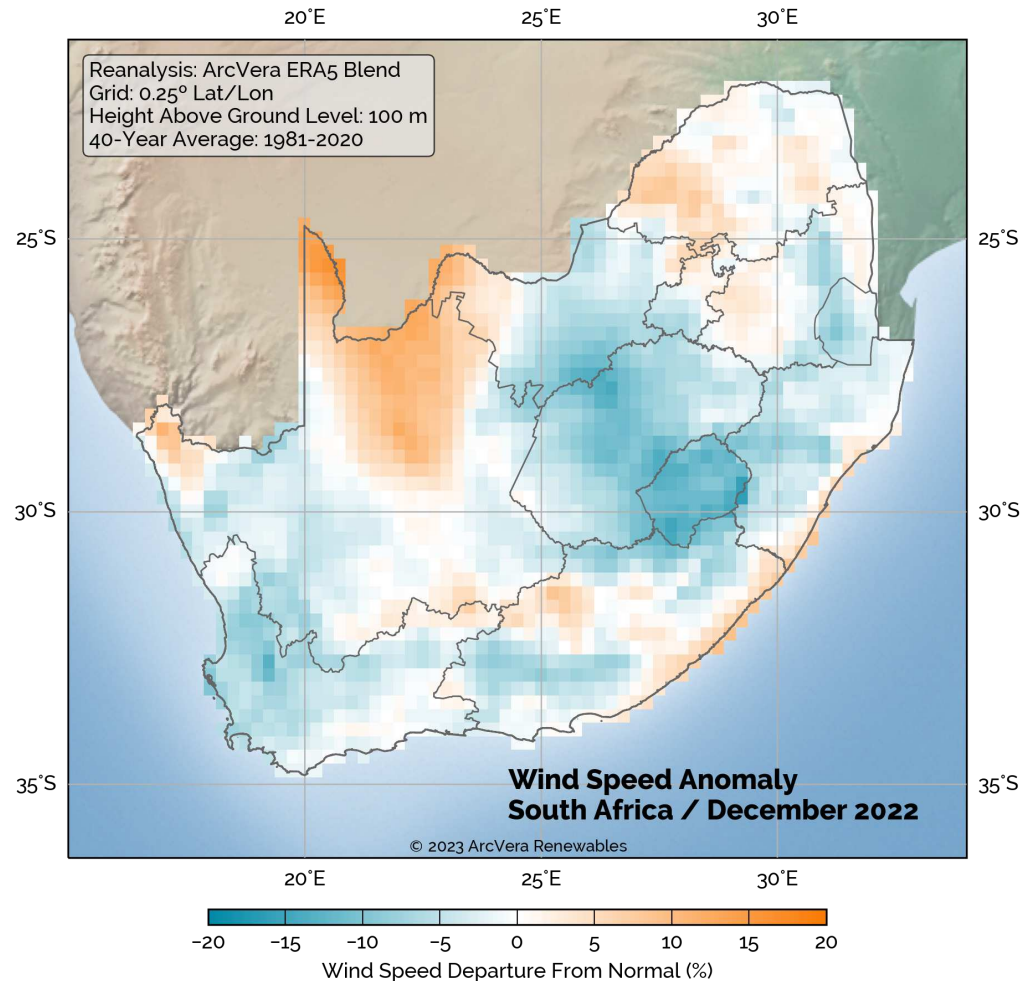 20°E 25°E 30°E
Reanalysis: ArcVera ERA5 Blend
Grid: 0.25º Lat/Lon
Height Above Ground Level: 100 m
40-Year Average: 1981-2020
25°S 25°S
30°S 30°S
35°S 35°S
Wind Speed Anomaly
South Africa / December 2022
© 2023 ArcVera Renewables
20°E 25°E 30°E
−20 −15 −10 −5 0 5 10 15 20
Wind Speed Departure From Normal (%)